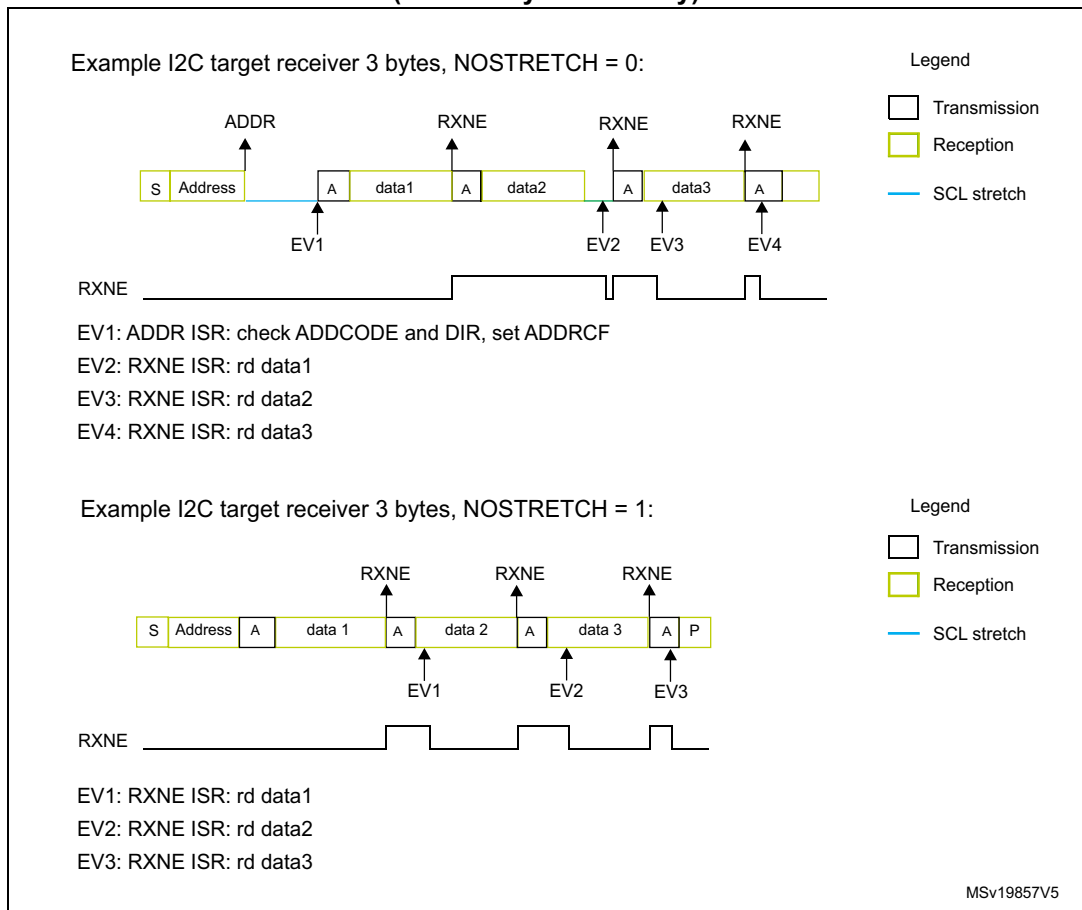 Example I2C target receiver 3 bytes, NOSTRETCH = 0:
Legend
Transmission
Reception
SCL stretch
ADDR RXNE RXNE RXNE
S Address A data1 A data2 A data3 A
EV1 EV2 EV3 EV4
RXNE
EV1: ADDR ISR: check ADDCODE and DIR, set ADDRCF
EV2: RXNE ISR: rd data1
EV3: RXNE ISR: rd data2
EV4: RXNE ISR: rd data3
Example I2C target receiver 3 bytes, NOSTRETCH = 1:
Legend
Transmission
Reception
SCL stretch
RXNE RXNE RXNE
S Address A data 1 A data 2 A data 3 A P
EV1 EV2 EV3
RXNE
EV1: RXNE ISR: rd data1
EV2: RXNE ISR: rd data2
EV3: RXNE ISR: rd data3
MSv19857V5